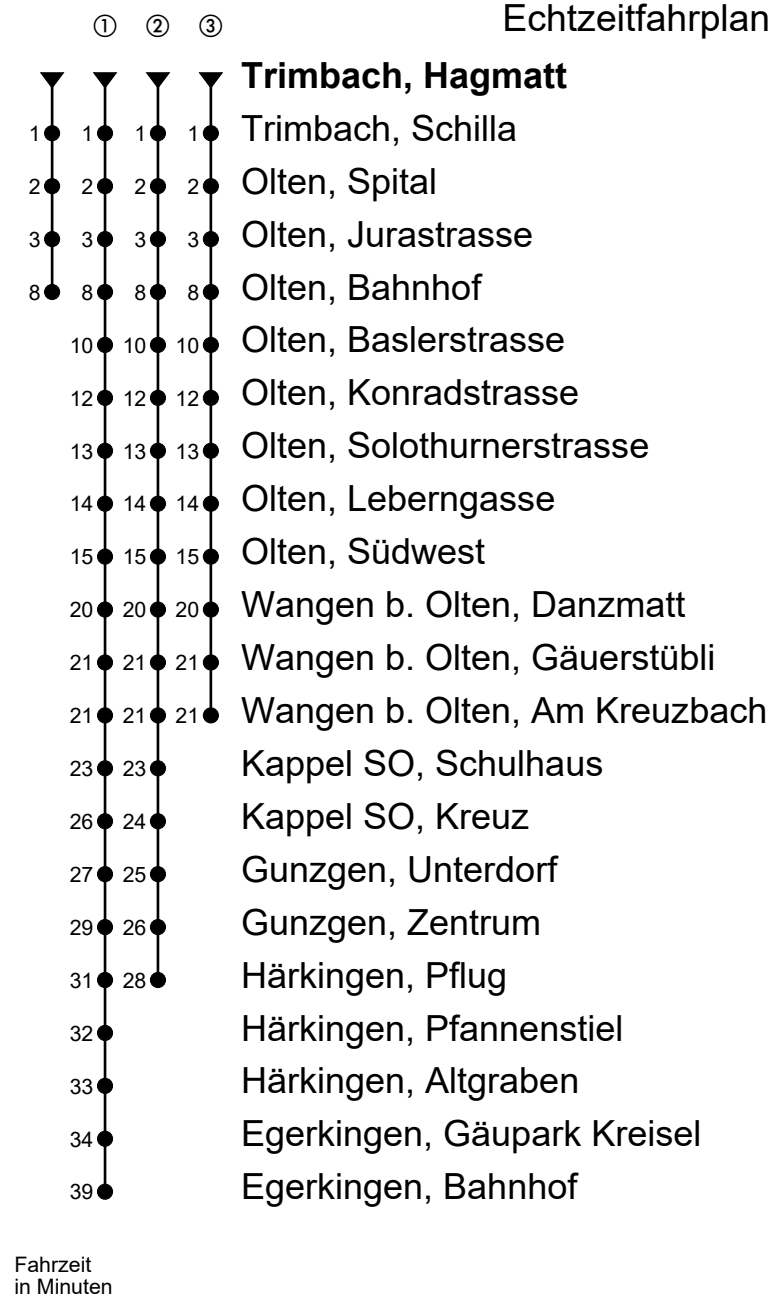 Echtzeitfahrplan
① ② ③
Trimbach, Hagmatt
1 1 1 1 Trimbach, Schilla
2 2 2 2 Olten, Spital
3 3 3 3 Olten, Jurastrasse
8 8 8 8 Olten, Bahnhof
10 10 10 Olten, Baslerstrasse
12 12 12 Olten, Konradstrasse
13 13 13 Olten, Solothurnerstrasse
14 14 14 Olten, Leberngasse
15 15 15 Olten, Südwest
20 20 20 Wangen b. Olten, Danzmatt
21 21 21 Wangen b. Olten, Gäuerstübli
21 21 21 Wangen b. Olten, Am Kreuzbach
23 23 Kappel SO, Schulhaus
26 24 Kappel SO, Kreuz
27 25 Gunzgen, Unterdorf
29 26 Gunzgen, Zentrum
31 28 Härkingen, Pflug
32 Härkingen, Pfannenstiel
33 Härkingen, Altgraben
34 Egerkingen, Gäupark Kreisel
39 Egerkingen, Bahnhof
Fahrzeit
in Minuten